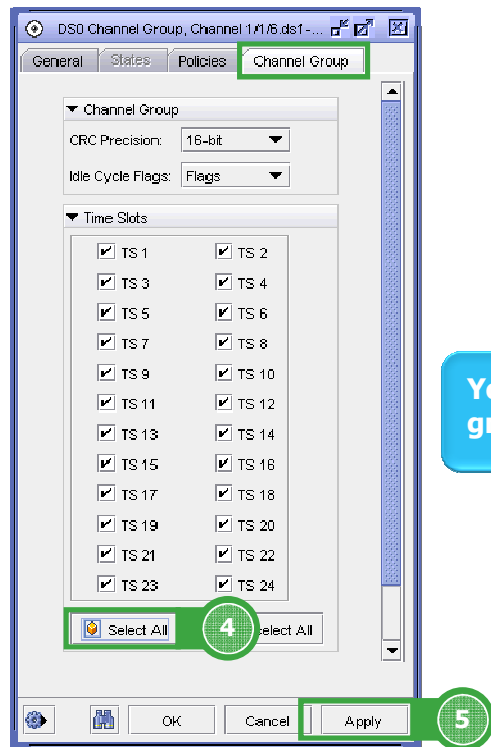 DS0 Channel Group, Channel 1/1/6.ds1 -...
General States Policies Channel Group
Channel Group
CRC Precision: 16-bit
Idle Cycle Flags: Flags
Time Slots
TS 1 TS 2
TS 3 TS 4
TS 5 TS 6
TS 7 TS 8
TS 9 TS 10
TS 11 TS 12
TS 13 TS 14
TS 15 TS 16
TS 17 TS 18
TS 19 TS 20
TS 21 TS 22
TS 23 TS 24
Select All 4 elect All
OK Cancel Apply 5